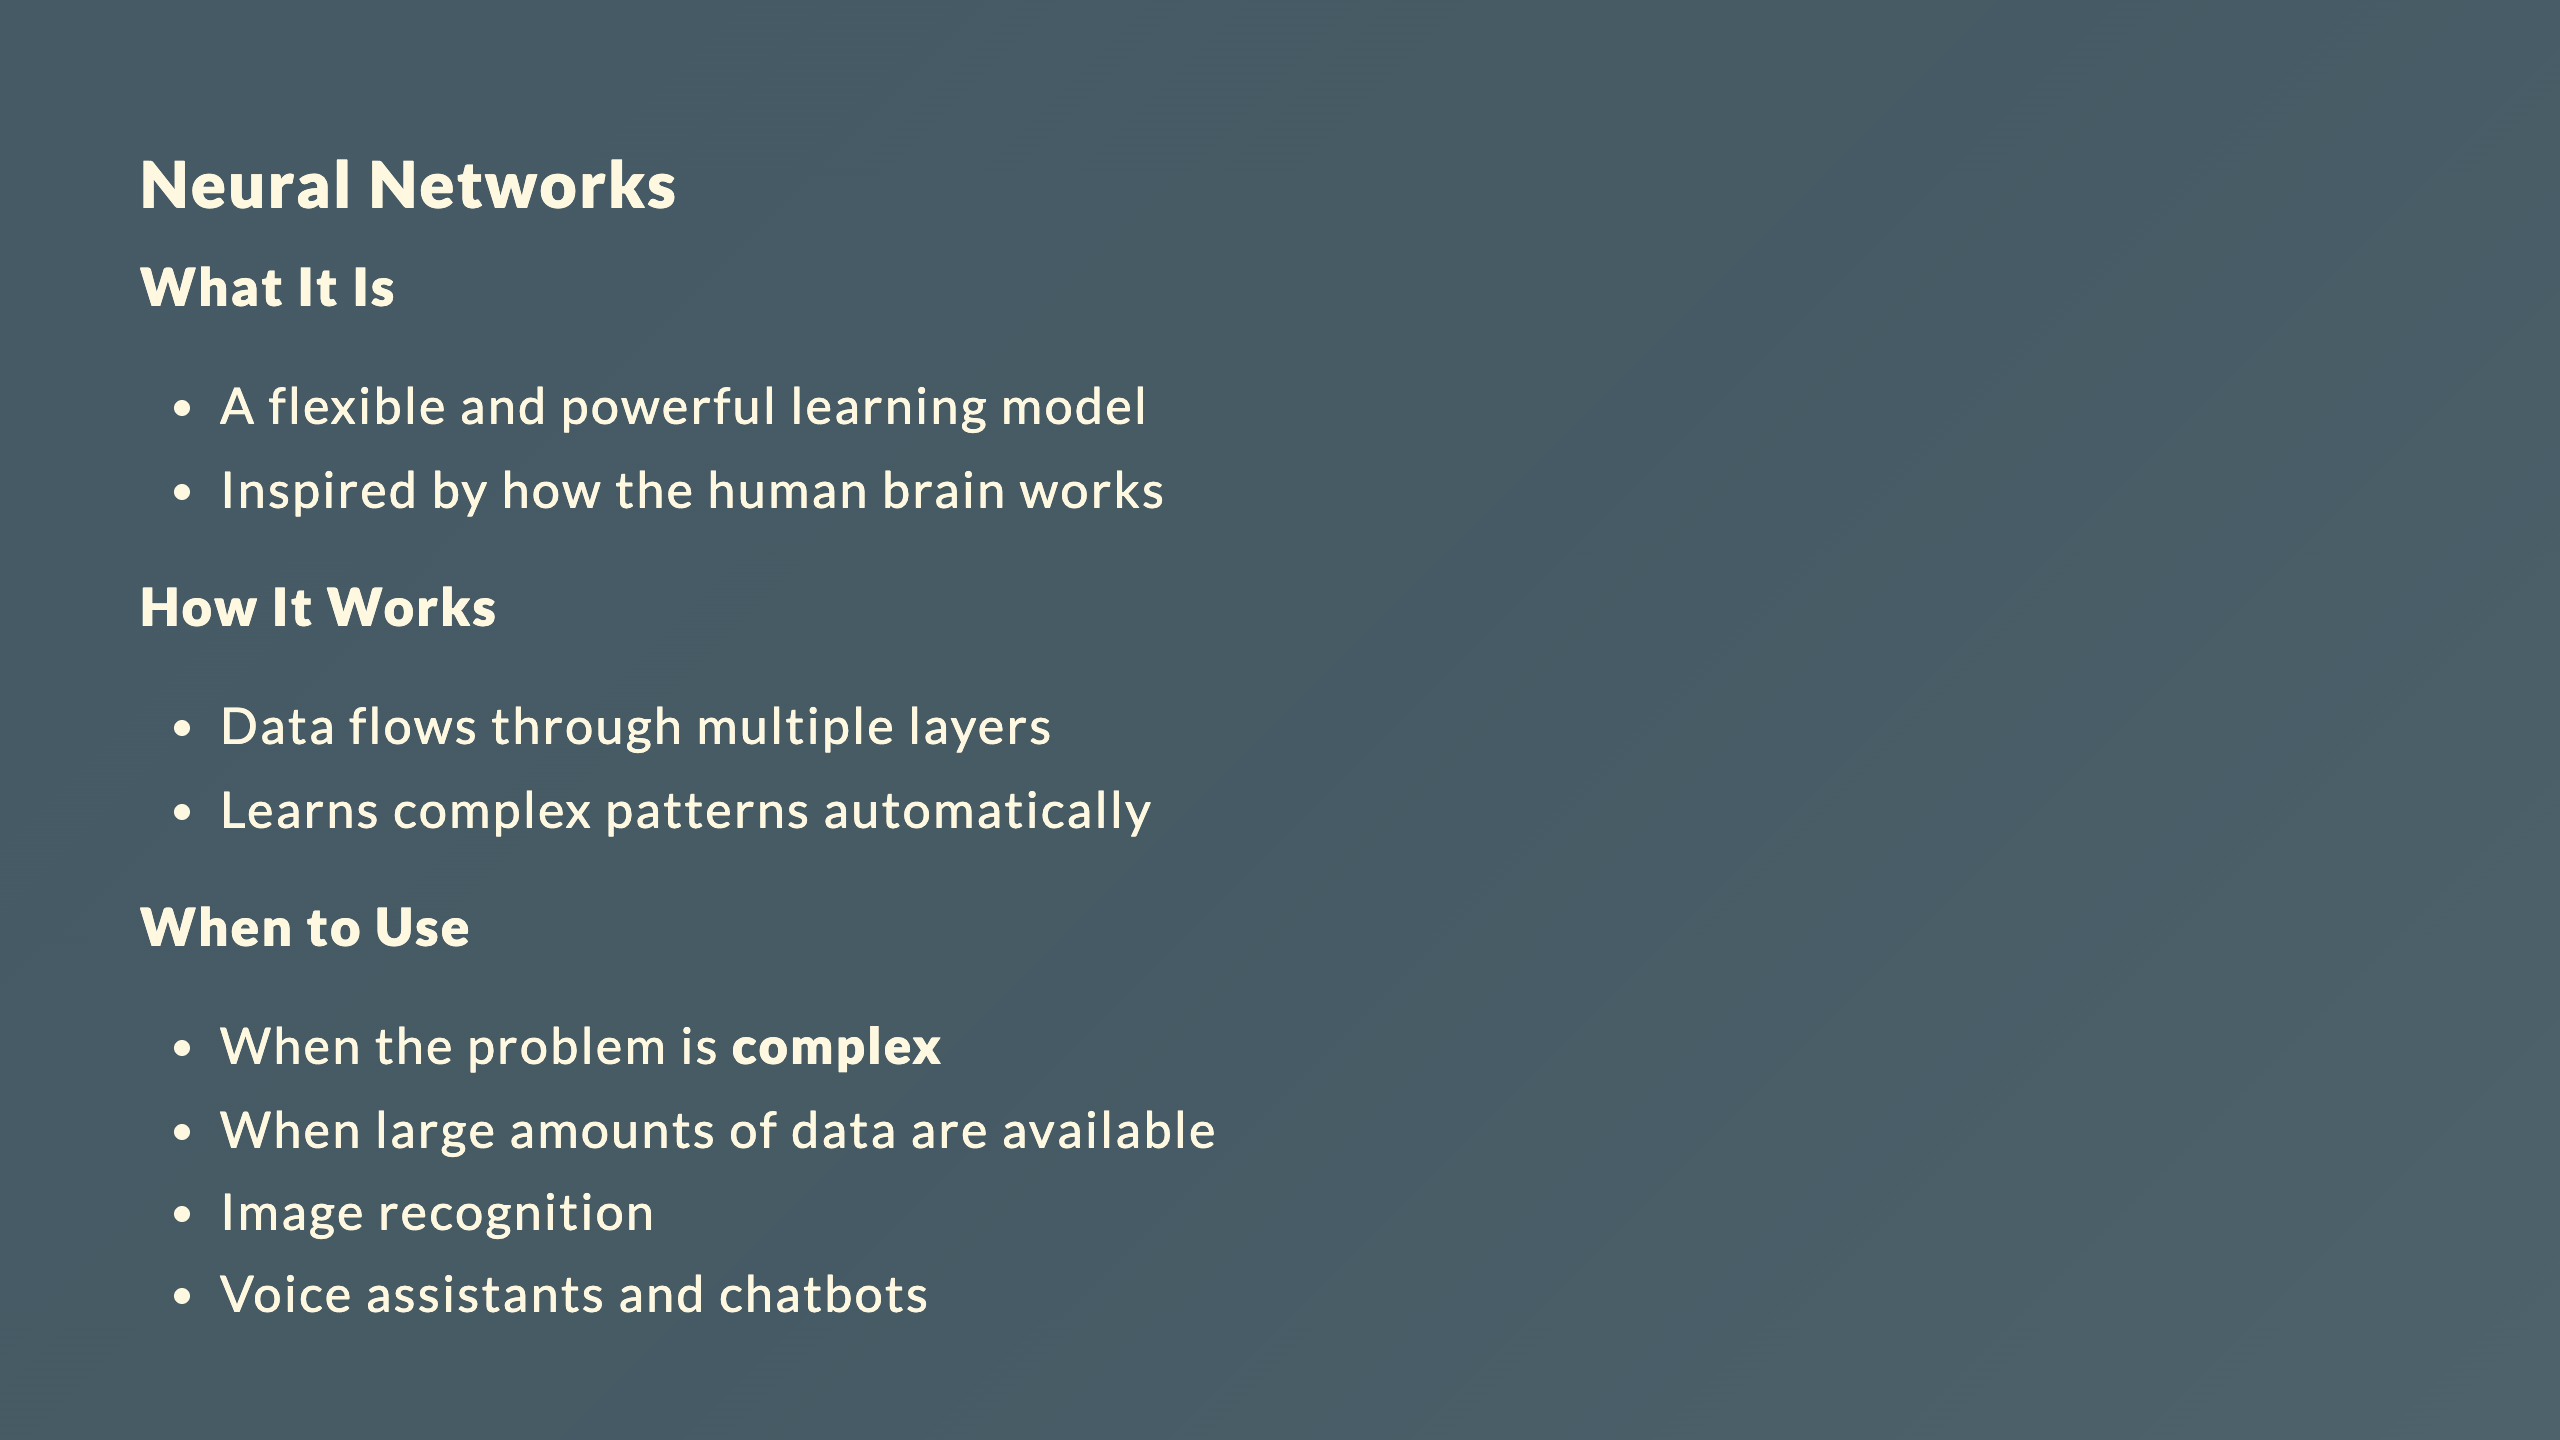 Neural Networks
What It Is
• A flexible and powerful learning model
• Inspired by how the human brain works
How It Works
• Data flows through multiple layers
• Learns complex patterns automatically
When to Use
• When the problem is complex
• When large amounts of data are available
• Image recognition
• Voice assistants and chatbots